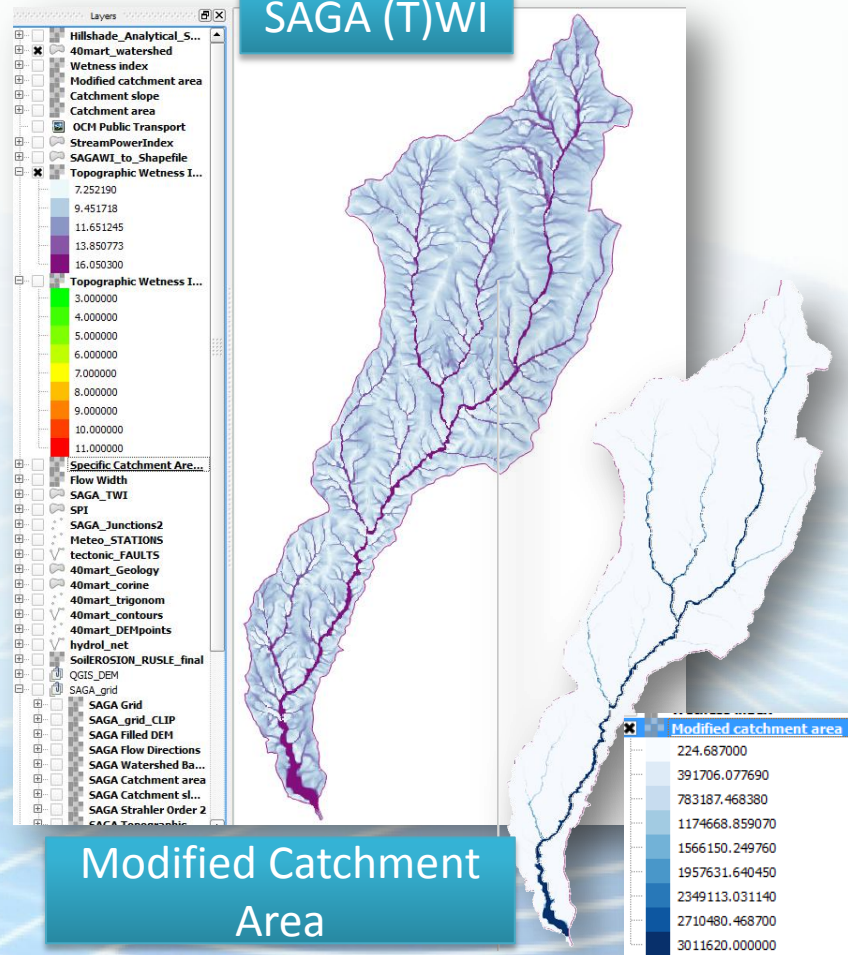 SAGA (T)WI
Layers
Hillshade_Analytical_S...
40mart_watershed
Wetness index
Modified catchment area
Catchment slope
Catchment area
OCM Public Transport
StreamPowerIndex
SAGAWI_to_Shapefile
Topographic Wetness I...
7.252190
9.451718
11.651245
13.850773
16.050300
Topographic Wetness I...
3.000000
4.000000
5.000000
6.000000
7.000000
8.000000
9.000000
10.000000
11.000000
Specific Catchment Are...
Flow Width
SAGA_TWI
SPI
SAGA_Junctions2
Meteo_STATIONS
tectonic_FAULTS
40mart_Geology
40mart_corine
40mart_trigonom
40mart_contours
40mart_DEMpoints
hydrol_net
SoilEROSION_RUSLE_final
QGIS_DEM
SAGA_grid
SAGA Grid
SAGA_grid_CLIP
SAGA Filled DEM
SAGA Flow Directions
SAGA Watershed Ba...
SAGA Catchment area
SAGA Catchment sl...
SAGA Strahler Order 2
SAGA Topographic
Modified Catchment
Area
Modified catchment area
224.687000
391706.077690
783187.468380
1174668.859070
1566150.249760
1957631.640450
2349113.031140
2710480.468700
3011620.000000